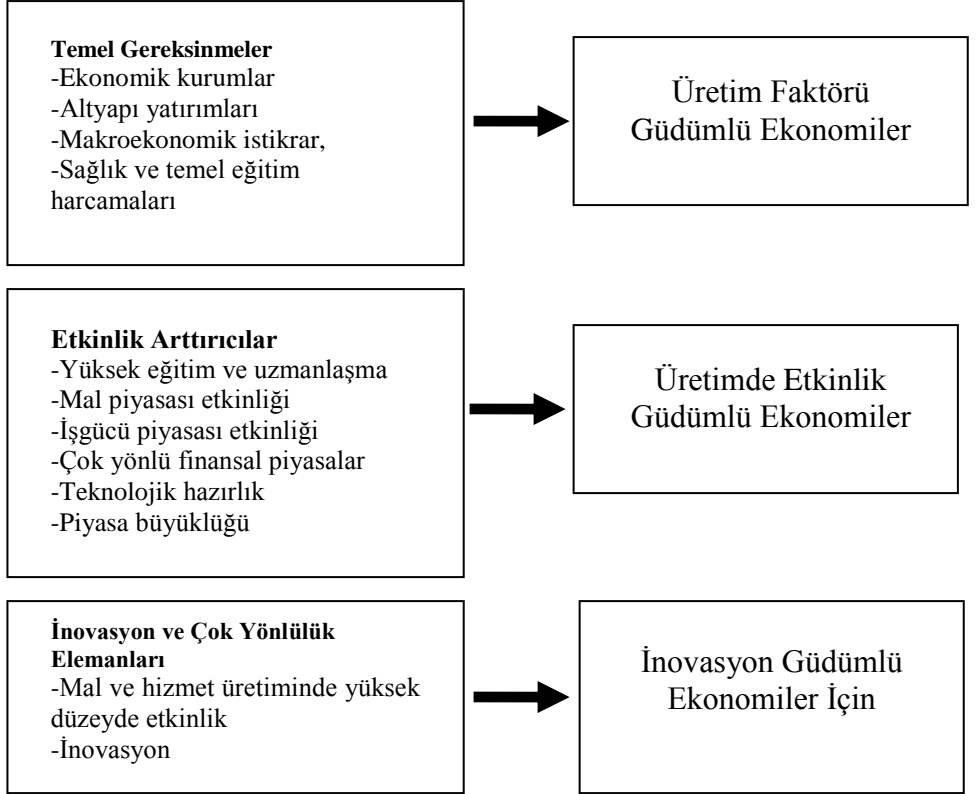 Temel Gereksinmeler
-Ekonomik kurumlar
-Altyapı yatırımları
-Makroekonomik istikrar,
-Sağlık ve temel eğitim
harcamaları
Üretim Faktörü
Güdümlü Ekonomiler
Etkinlik Arttırıcılar
-Yüksek eğitim ve uzmanlaşma
-Mal piyasası etkinliği
-İşgücü piyasası etkinliği
-Çok yönlü finansal piyasalar
-Teknolojik hazırlık
-Piyasa büyüklüğü
Üretimde Etkinlik
Güdümlü Ekonomiler
İnovasyon ve Çok Yönlülük
Elemanları
-Mal ve hizmet üretiminde yüksek
düzeyde etkinlik
-İnovasyon
İnovasyon Güdümlü
Ekonomiler İçin